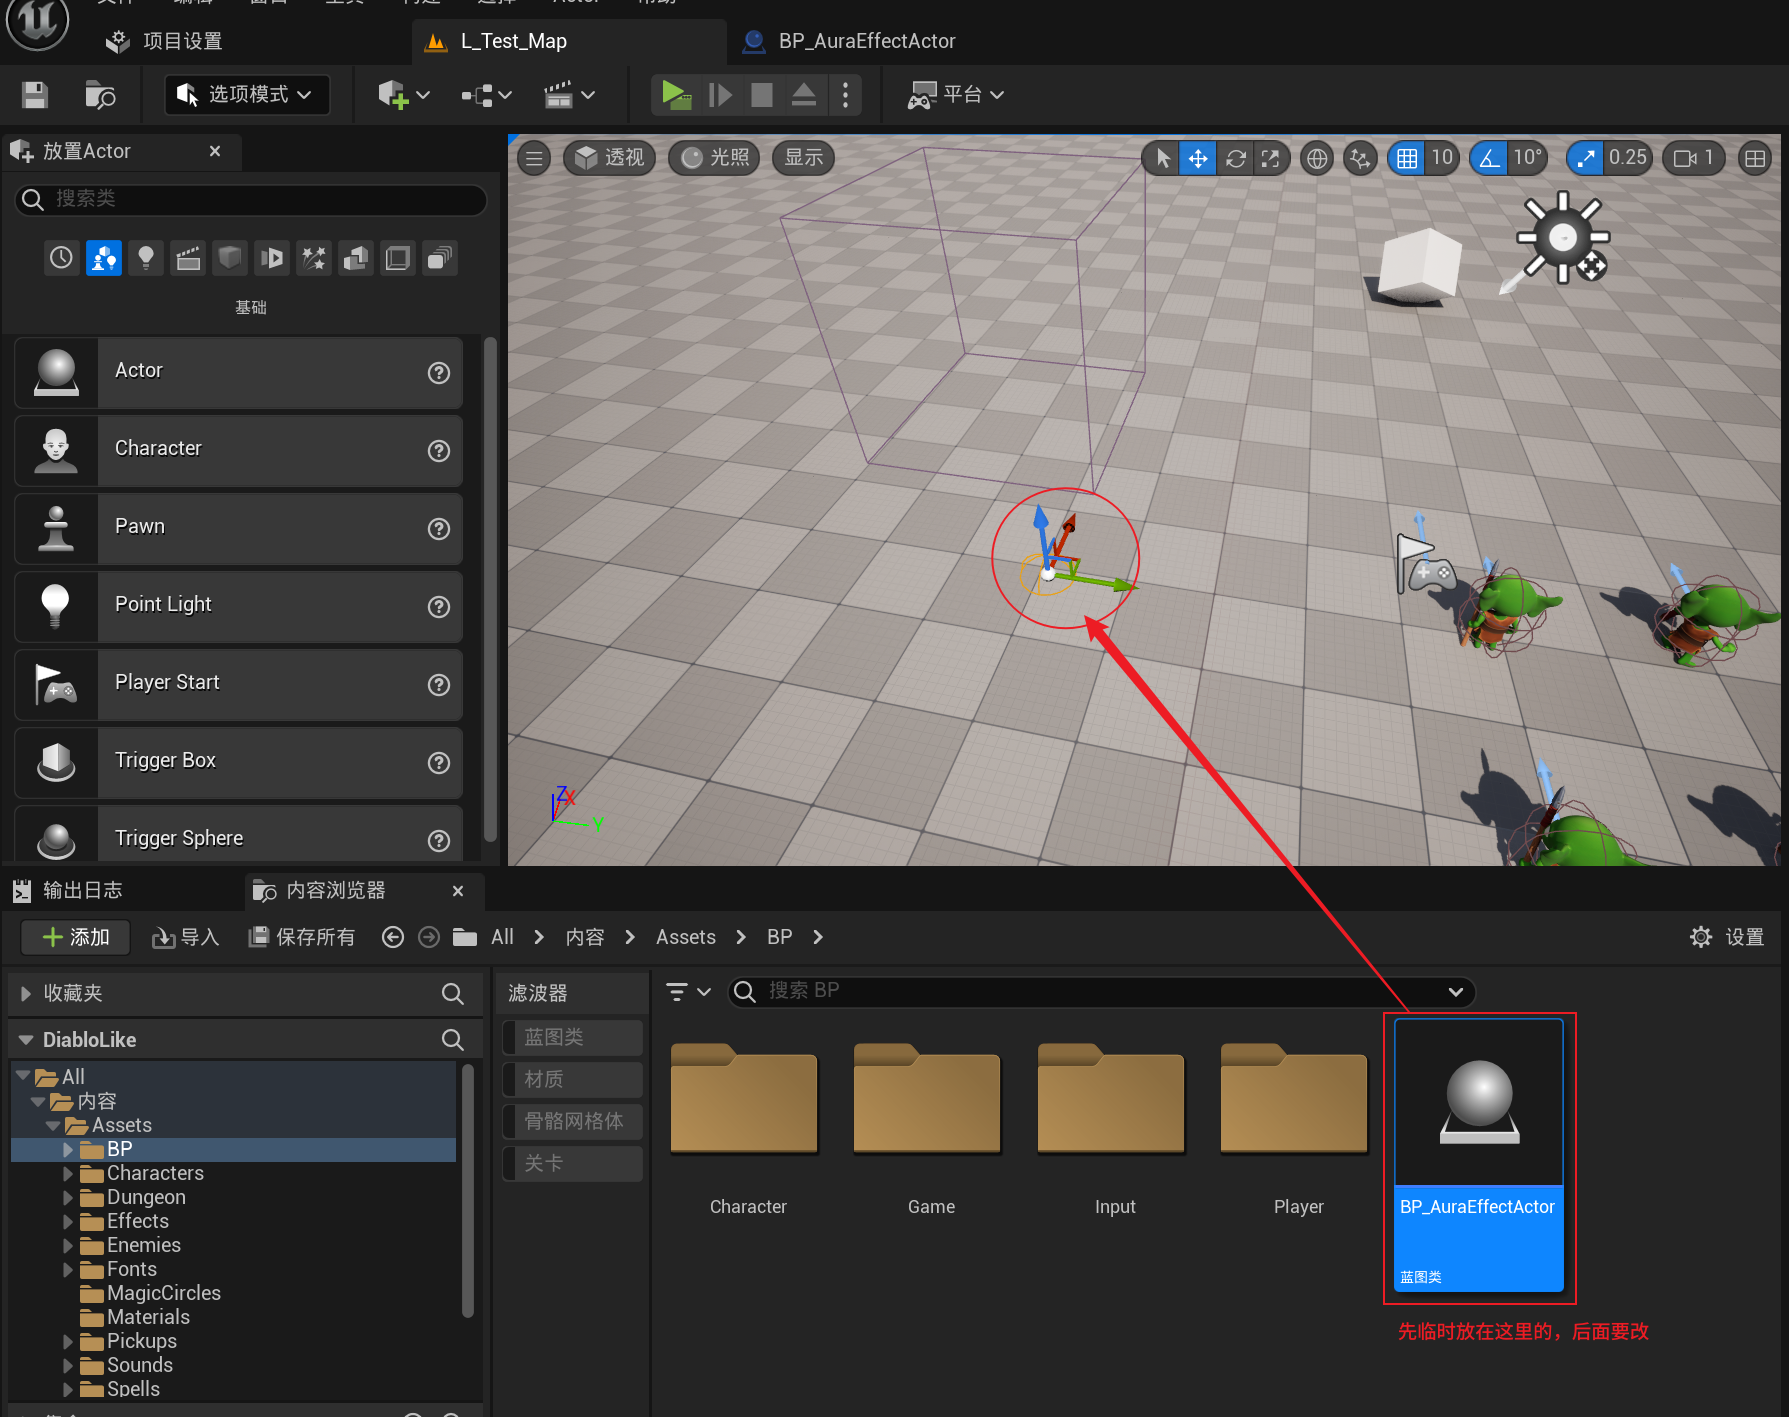 项目设置
L_Test_Map
BP_AuraEffectActor
选项模式
平台
放置Actor
透视
光照
显示
10
10°
0.25
1
搜索类
基础
Actor
Character
Pawn
Point Light
Player Start
Trigger Box
Trigger Sphere
Z
X
Y
输出日志
内容浏览器
添加
导入
保存所有
All
内容
Assets
BP
设置
收藏夹
滤波器
搜索 BP
DiabloLike
蓝图类
材质
骨骼网格体
关卡
All
内容
Assets
BP
Characters
Dungeon
Effects
Enemies
Fonts
MagicCircles
Materials
Pickups
Sounds
Spells
Character
Game
Input
Player
BP_AuraEffectActor
蓝图类
先临时放在这里的，后面要改